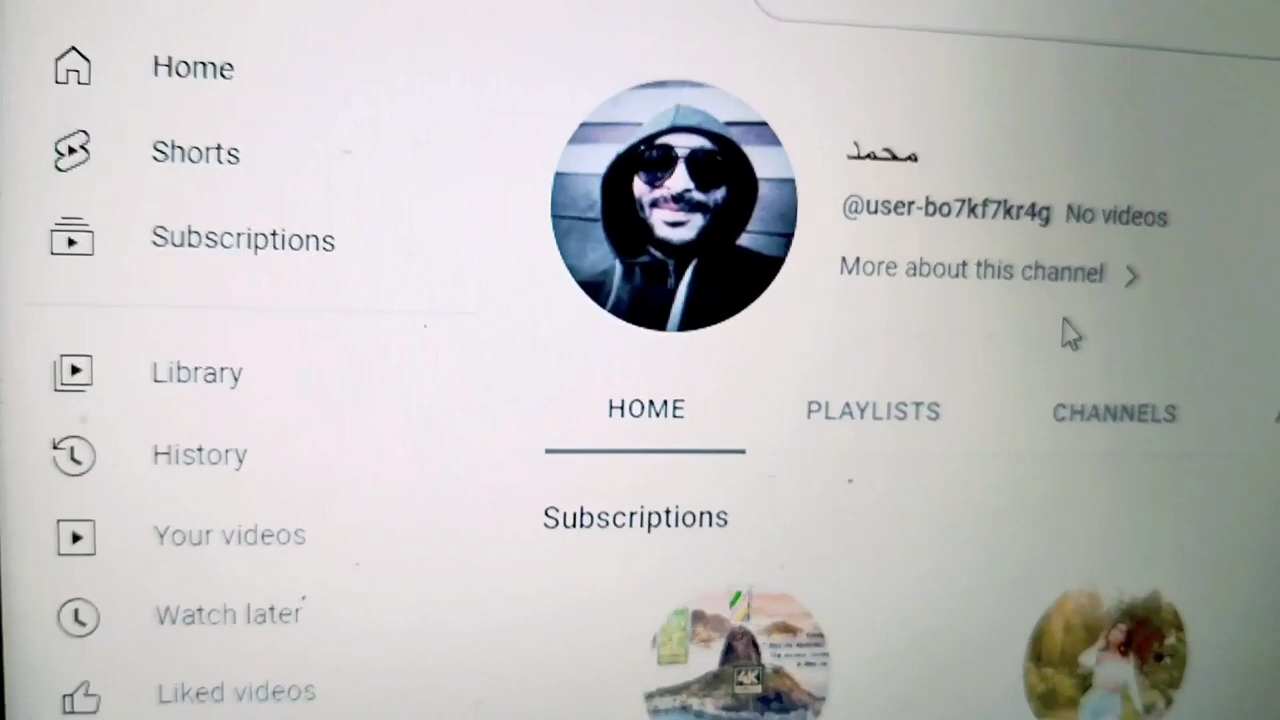 Home
Shorts
Subscriptions
Library
History
Your videos
Watch later
Liked videos
محمد
@user-bo7kf7kr4g No videos
More about this channel
HOME PLAYLISTS CHANNELS
Subscriptions
4K